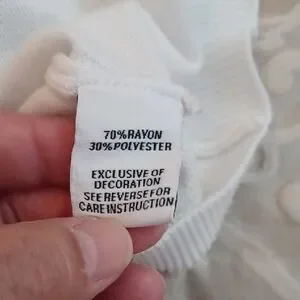 70%RAYON
30%POLYESTER
EXCLUSIVE OF
DECORATION
SEE REVERSE FOR
CARE INSTRUCTION